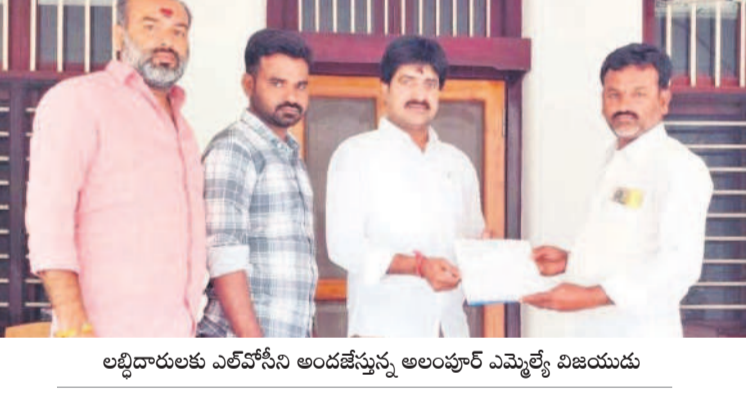 లబ్ధిదారులకు ఎల్‌వోసీని అందజేస్తున్న అలంపూర్ ఎమ్మెల్యే విజయుడు